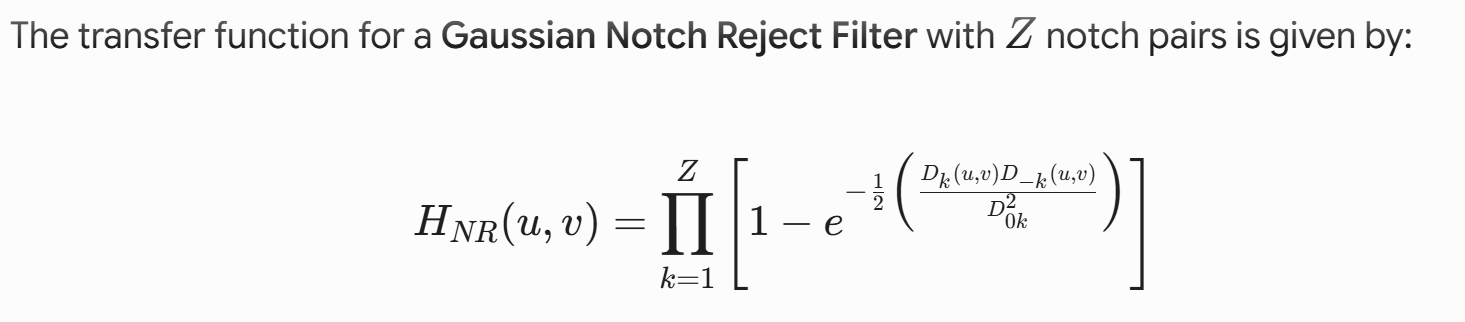 The transfer function for a Gaussian Notch Reject Filter with Z notch pairs is given by:
H_{NR}(u, v) = \prod_{k=1}^{Z} \left[ 1 - e^{-\frac{1}{2} \left( \frac{D_k(u,v) D_{-k}(u,v)}{D_{0k}^2} \right)} \right]